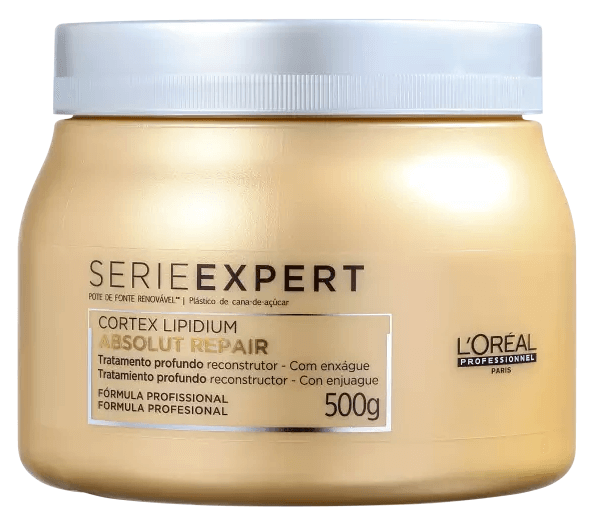 SERIEEXPERT
POTE DE FONTE RENOVÁVEL™ | Plástico de cana-de-açúcar
CORTEX LIPIDIUM
ABSOLUT REPAIR
Tratamento profundo reconstrutor - Com enxágue
Tratamiento profundo reconstructor - Con enjuague
FÓRMULA PROFISSIONAL
FORMULA PROFESIONAL
500g
L'ORÉAL
PROFESSIONNEL
PARIS